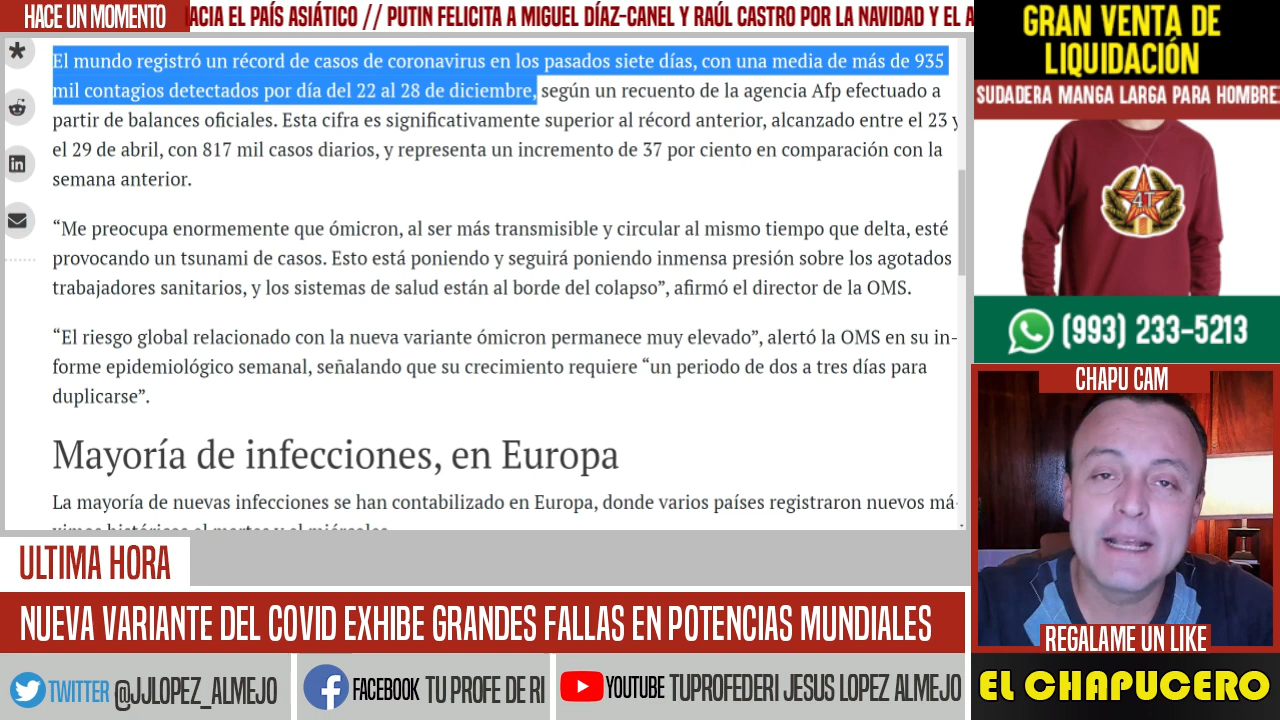 HACE UN MOMENTO
ACIA EL PAÍS ASIÁTICO // PUTIN FELICITA A MIGUEL DÍAZ-CANEL Y RAÚL CASTRO POR LA NAVIDAD Y EL A
El mundo registró un récord de casos de coronavirus en los pasados siete días, con una media de más de 935
mil contagios detectados por día del 22 al 28 de diciembre, según un recuento de la agencia Afp efectuado a
partir de balances oficiales. Esta cifra es significativamente superior al récord anterior, alcanzado entre el 23 y
el 29 de abril, con 817 mil casos diarios, y representa un incremento de 37 por ciento en comparación con la
semana anterior.
“Me preocupa enormemente que ómicron, al ser más transmisible y circular al mismo tiempo que delta, esté
provocando un tsunami de casos. Esto está poniendo y seguirá poniendo inmensa presión sobre los agotados
trabajadores sanitarios, y los sistemas de salud están al borde del colapso”, afirmó el director de la OMS.
“El riesgo global relacionado con la nueva variante ómicron permanece muy elevado”, alertó la OMS en su in-
forme epidemiológico semanal, señalando que su crecimiento requiere “un periodo de dos a tres días para
duplicarse”.
Mayoría de infecciones, en Europa
La mayoría de nuevas infecciones se han contabilizado en Europa, donde varios países registraron nuevos má-
ximos históricos el martes y el miércoles.
ULTIMA HORA
NUEVA VARIANTE DEL COVID EXHIBE GRANDES FALLAS EN POTENCIAS MUNDIALES
TWITTER @JJLOPEZ_ALMEJO
FACEBOOK TU PROFE DE RI
YOUTUBE TUPROFEDERI JESUS LOPEZ ALMEJO
GRAN VENTA DE
LIQUIDACIÓN
SUDADERA MANGA LARGA PARA HOMBRE
4T
(993) 233-5213
CHAPU CAM
REGALAME UN LIKE
EL CHAPUCERO